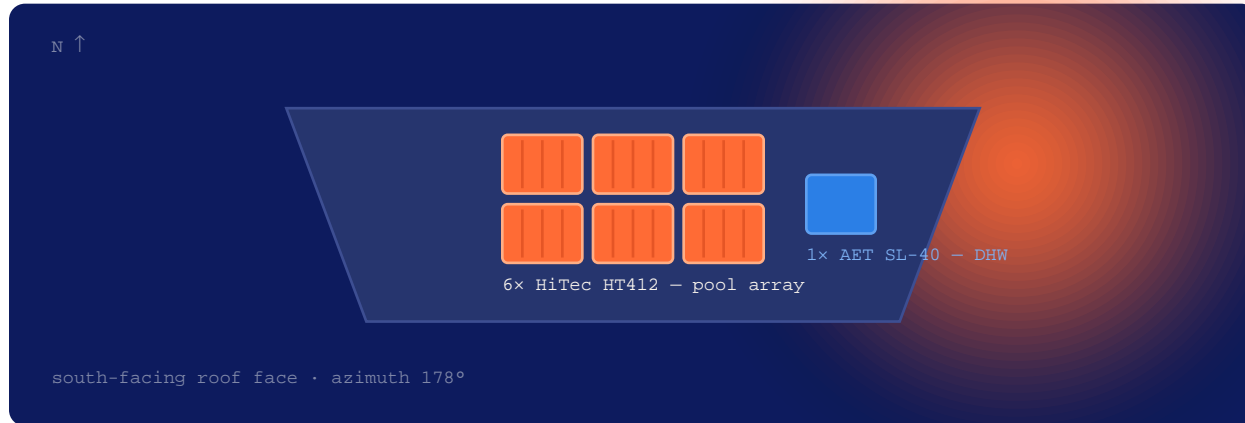 N ↑
1× AET SL-40 — DHW
6× HiTec HT412 — pool array
south-facing roof face · azimuth 178°